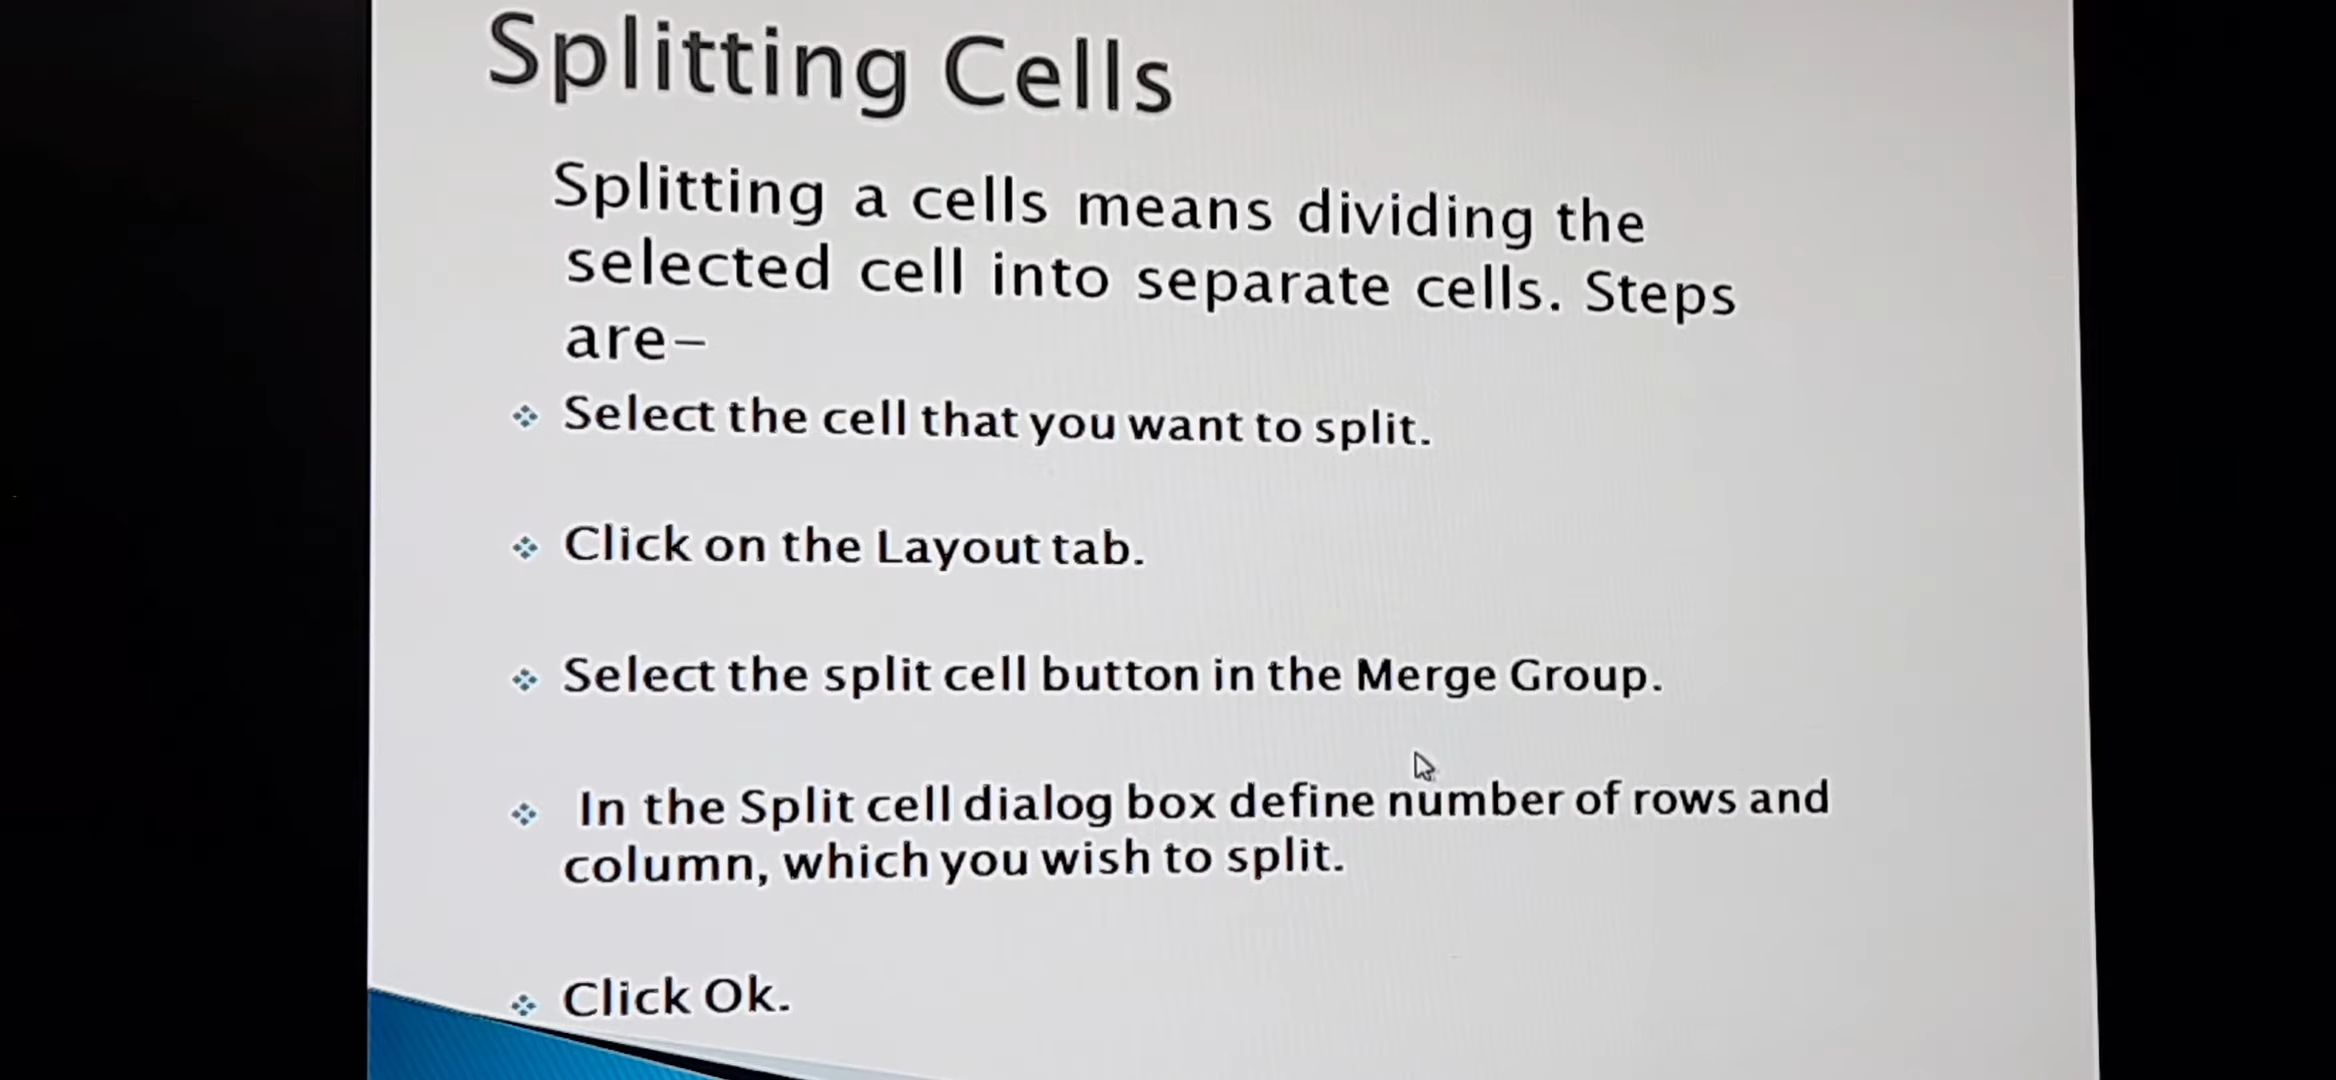 Splitting Cells
Splitting a cells means dividing the
selected cell into separate cells. Steps
are–
Select the cell that you want to split.
Click on the Layout tab.
Select the split cell button in the Merge Group.
In the Split cell dialog box define number of rows and
column, which you wish to split.
Click Ok.